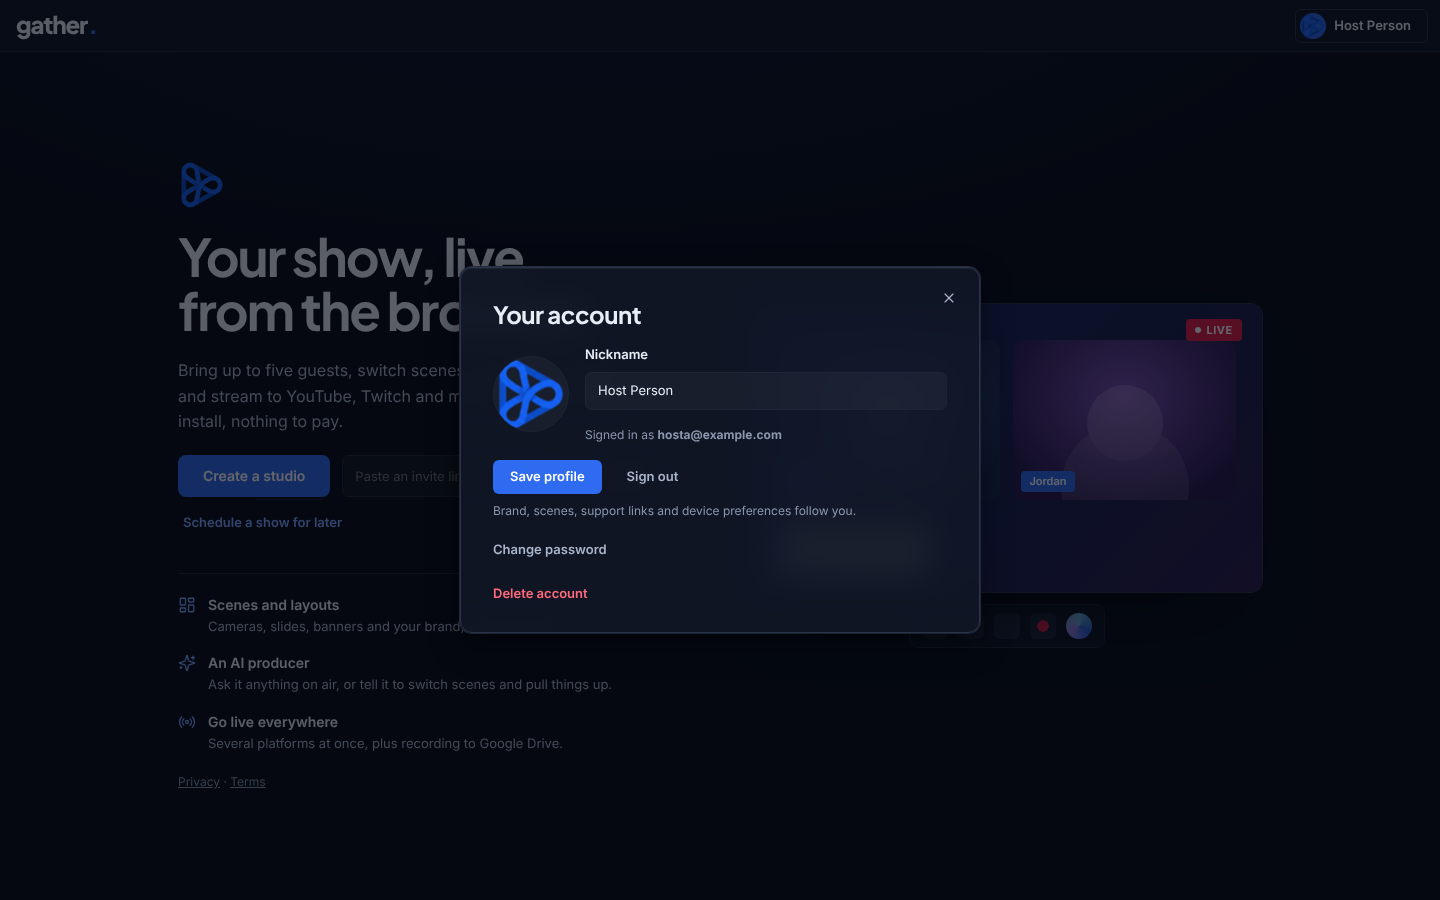 gather.
Host Person
Your show, live
from the bro
Bring up to five guests, switch scenes
and stream to YouTube, Twitch and m
install, nothing to pay.
Create a studio
Paste an invite lin
Schedule a show for later
Scenes and layouts
Cameras, slides, banners and your brand,
An AI producer
Ask it anything on air, or tell it to switch scenes and pull things up.
Go live everywhere
Several platforms at once, plus recording to Google Drive.
Privacy · Terms
Your account
Nickname
Host Person
Signed in as hosta@example.com
Save profile
Sign out
Brand, scenes, support links and device preferences follow you.
Change password
Delete account
LIVE
Jordan